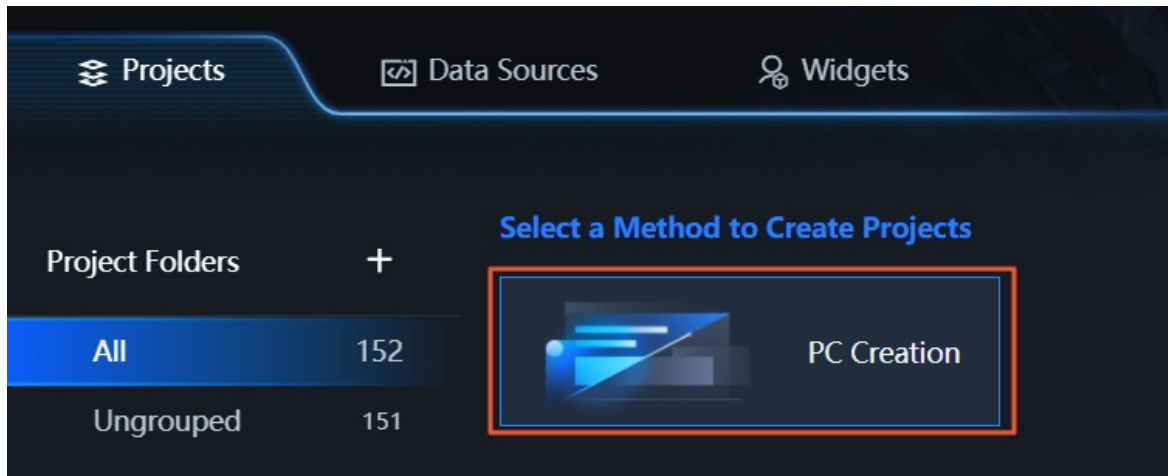 Projects
Data Sources
Widgets
Select a Method to Create Projects
Project Folders +
All 152
PC Creation
Ungrouped 151